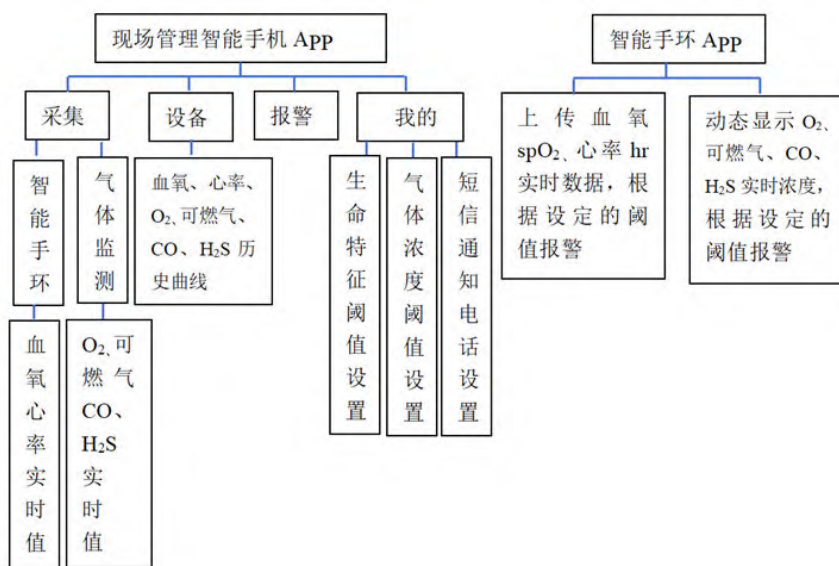 现场管理智能手机 APP
智能手环 APP
采集
设备
报警
我的
智能手环
气体监测
血氧、心率、
O₂、可燃气、
CO、H₂S 历
史曲线
生命特征阈值设置
气体浓度阈值设置
短信通知电话设置
上传血氧
spO₂、心率 hr
实时数据，根
据设定的阈
值报警
动态显示 O₂、
可燃气、CO、
H₂S 实时浓度，
根据设定的
阈值报警
血氧心率实时值
O₂、可
燃气
CO、
H₂S
实
时
值